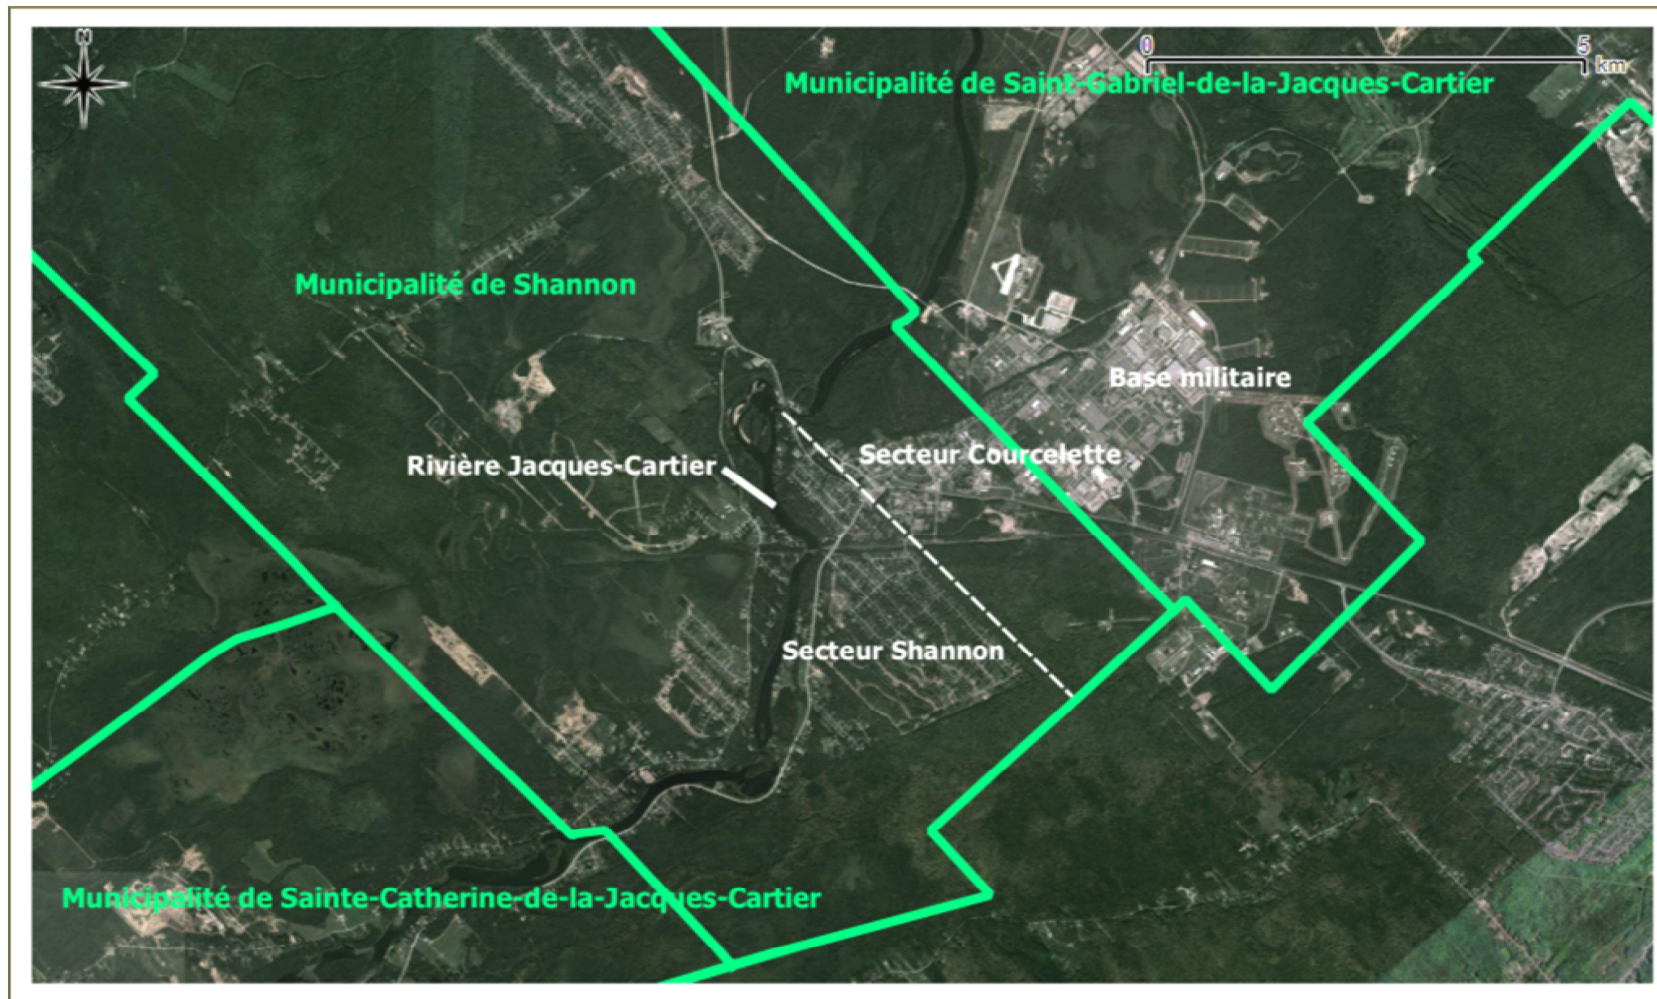 N
0 5
km
Municipalité de Saint-Gabriel-de-la-Jacques-Cartier
Municipalité de Shannon
Base militaire
Secteur Courcelette
Rivière Jacques-Cartier
Secteur Shannon
Municipalité de Sainte-Catherine-de-la-Jacques-Cartier